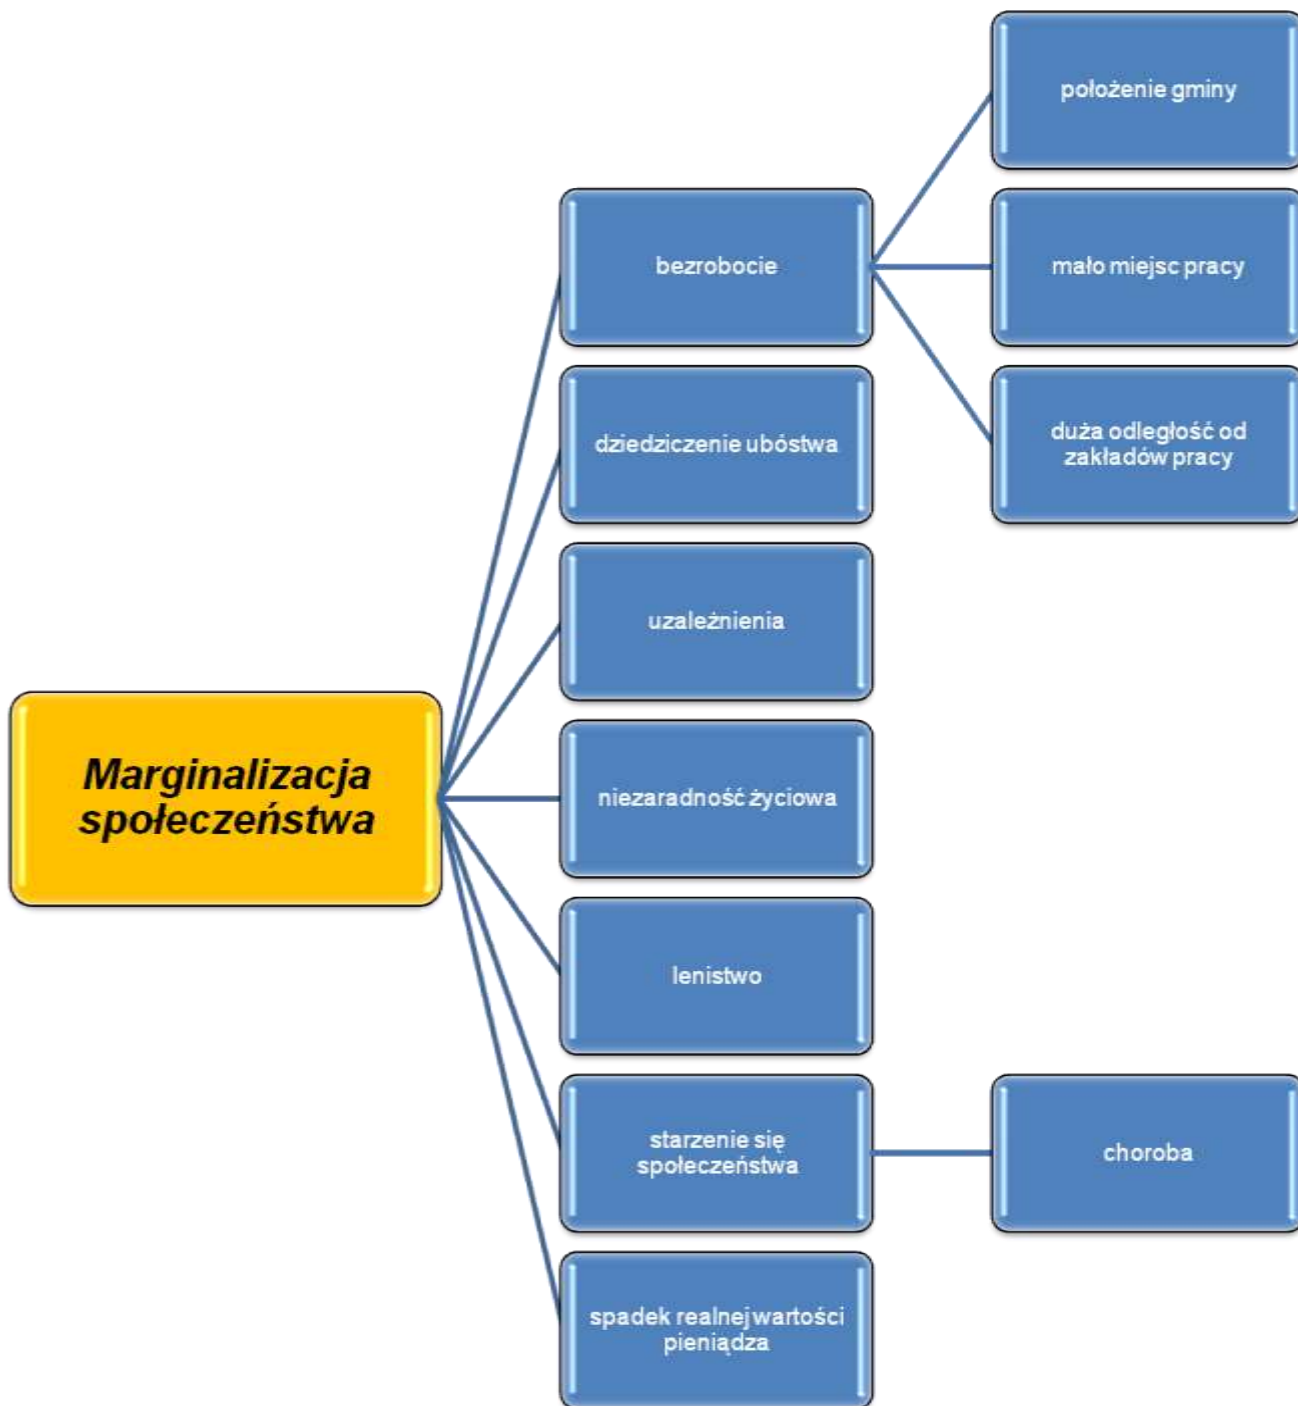 położenie gminy
bezrobocie
mało miejsc pracy
dziedziczenie ubóstwa
duża odległość od
zakładów pracy
uzależnienia
Marginalizacja
społeczeństwa
niezaradność życiowa
lenistwo
starzenie się
społeczeństwa
choroba
spadek realnej wartości
pieniądza